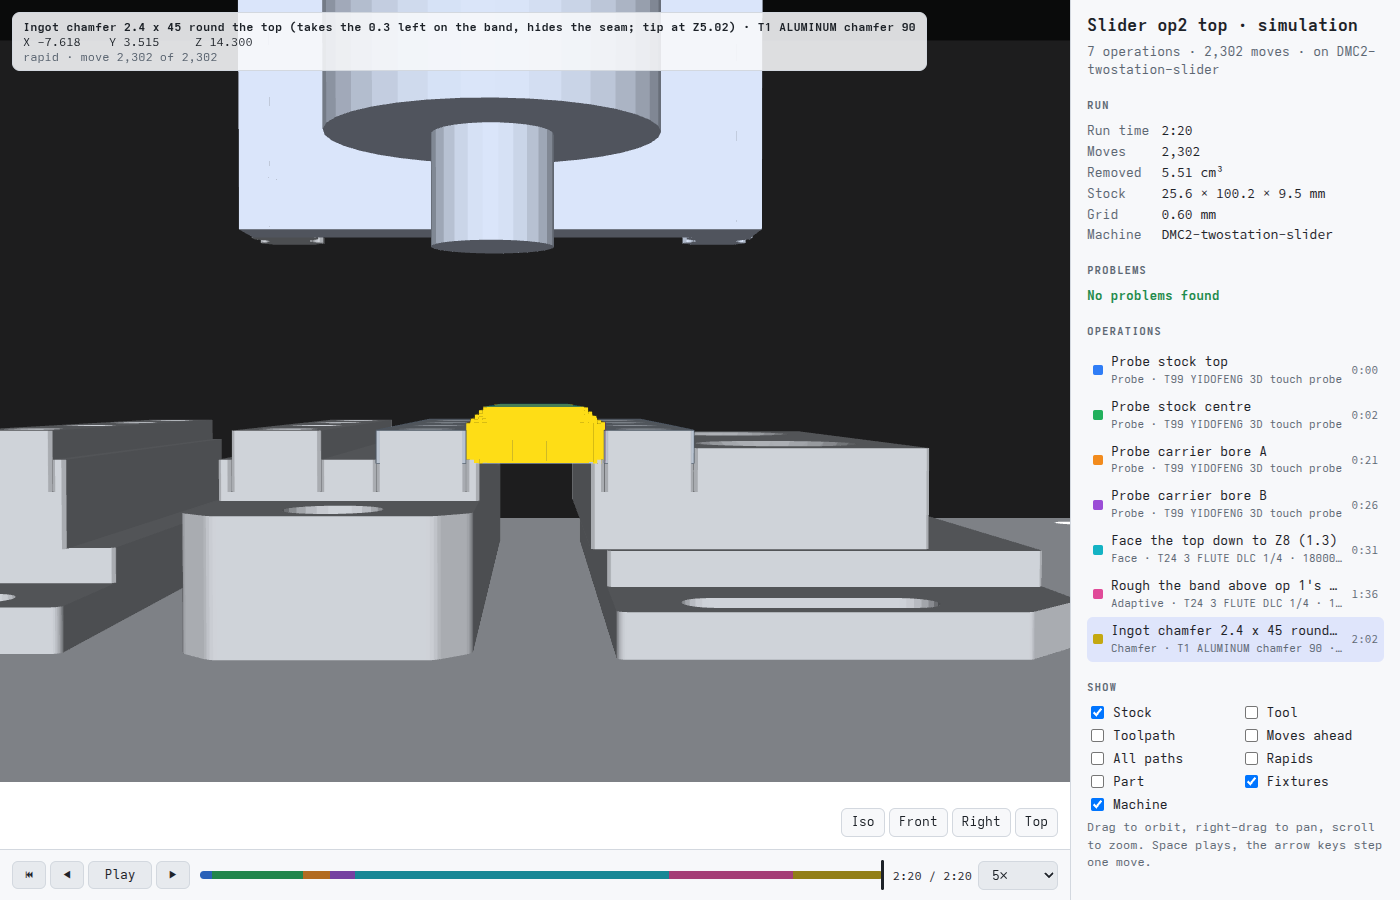 Ingot chamfer 2.4 x 45 round the top (takes the 0.3 left on the band, hides the seam; tip at Z5.02) · T1 ALUMINUM chamfer 90
X -7.618 Y 3.515 Z 14.300
rapid · move 2,302 of 2,302
Iso Front Right Top
Play
2:20 / 2:20
5×
Slider op2 top · simulation
7 operations · 2,302 moves · on DMC2-
twostation-slider
RUN
Run time 2:20
Moves 2,302
Removed 5.51 cm³
Stock 25.6 × 100.2 × 9.5 mm
Grid 0.60 mm
Machine DMC2-twostation-slider
PROBLEMS
No problems found
OPERATIONS
Probe stock top
Probe · T99 YIDOFENG 3D touch probe 0:00
Probe stock centre
Probe · T99 YIDOFENG 3D touch probe 0:02
Probe carrier bore A
Probe · T99 YIDOFENG 3D touch probe 0:21
Probe carrier bore B
Probe · T99 YIDOFENG 3D touch probe 0:26
Face the top down to Z8 (1.3)
Face · T24 3 FLUTE DLC 1/4 · 18000… 0:31
Rough the band above op 1's …
Adaptive · T24 3 FLUTE DLC 1/4 · 1… 1:36
Ingot chamfer 2.4 x 45 round…
Chamfer · T1 ALUMINUM chamfer 90 ·… 2:02
SHOW
Stock Tool
Toolpath Moves ahead
All paths Rapids
Part Fixtures
Machine
Drag to orbit, right-drag to pan, scroll
to zoom. Space plays, the arrow keys step
one move.